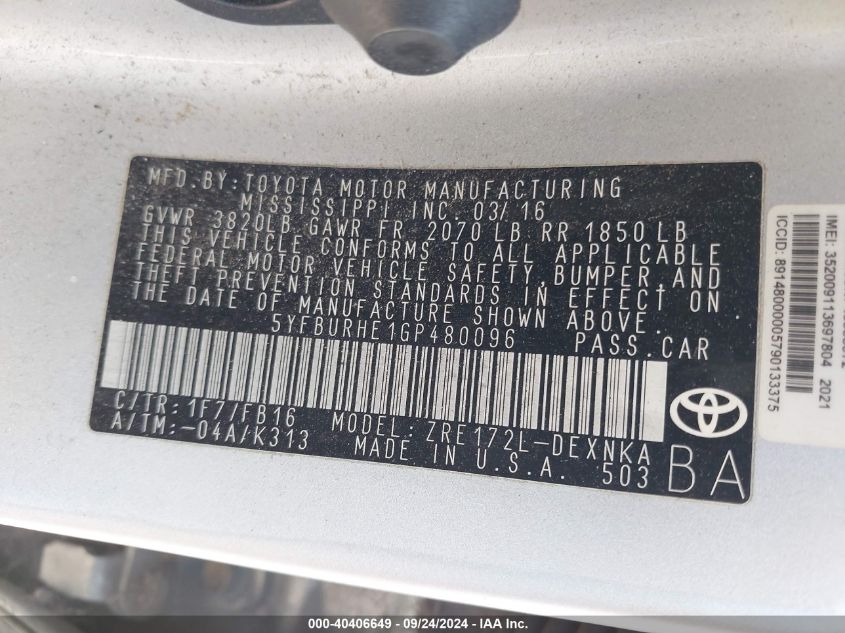 MFD.BY:TOYOTA MOTOR MANUFACTURING
MISSISSIPPI INC. 03/16
GVWR 3820LB GAWR FR 2070 LB RR 1850 LB
THIS VEHICLE CONFORMS TO ALL APPLICABLE
FEDERAL MOTOR VEHICLE SAFETY, BUMPER, AND
THEFT PREVENTION STANDARDS IN EFFECT ON
THE DATE OF MANUFACTURE SHOWN ABOVE.
5YFBURHE1GP480096 PASS.CAR
C/TR: 1F7/FB16 MODEL: ZRE172L-DEXNKA
A/TM:-04A/K313 MADE IN U.S.A. 503
BA
IMEI: 352009113697804 2021
ICCID: 89148000005790133375
000-40406649 - 09/24/2024 - IAA Inc.